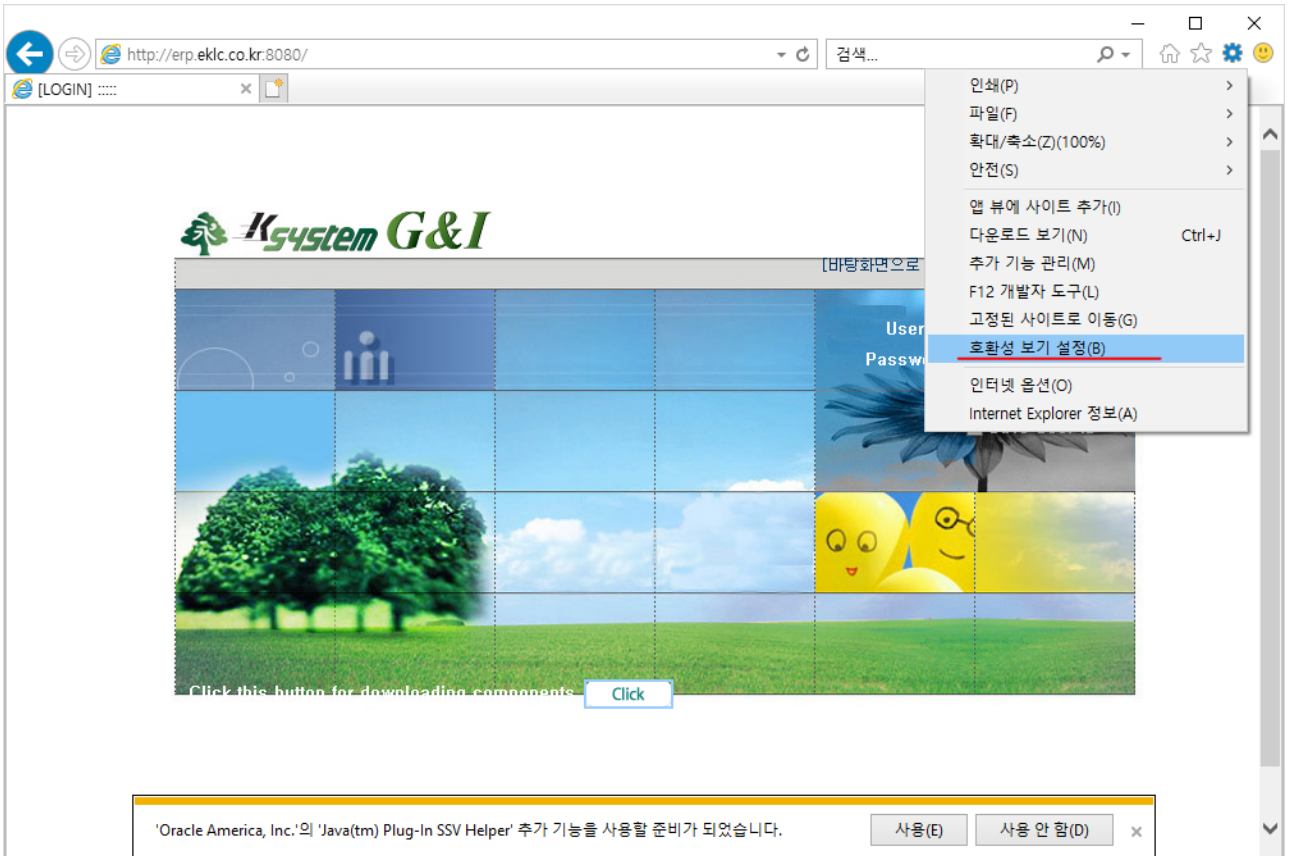 http://erp.eklc.co.kr:8080/
검색...
[LOGIN] :::::
인쇄(P)
파일(F)
확대/축소(Z)(100%)
안전(S)
앱 뷰에 사이트 추가(I)
다운로드 보기(N) Ctrl+J
추가 기능 관리(M)
F12 개발자 도구(L)
고정된 사이트로 이동(G)
호환성 보기 설정(B)
인터넷 옵션(O)
Internet Explorer 정보(A)
Ksystem G&I
[바탕화면으로
User
Passw
Click this button for downloading components Click
'Oracle America, Inc.'의 'Java(tm) Plug-In SSV Helper' 추가 기능을 사용할 준비가 되었습니다. 사용(E) 사용 안 함(D)